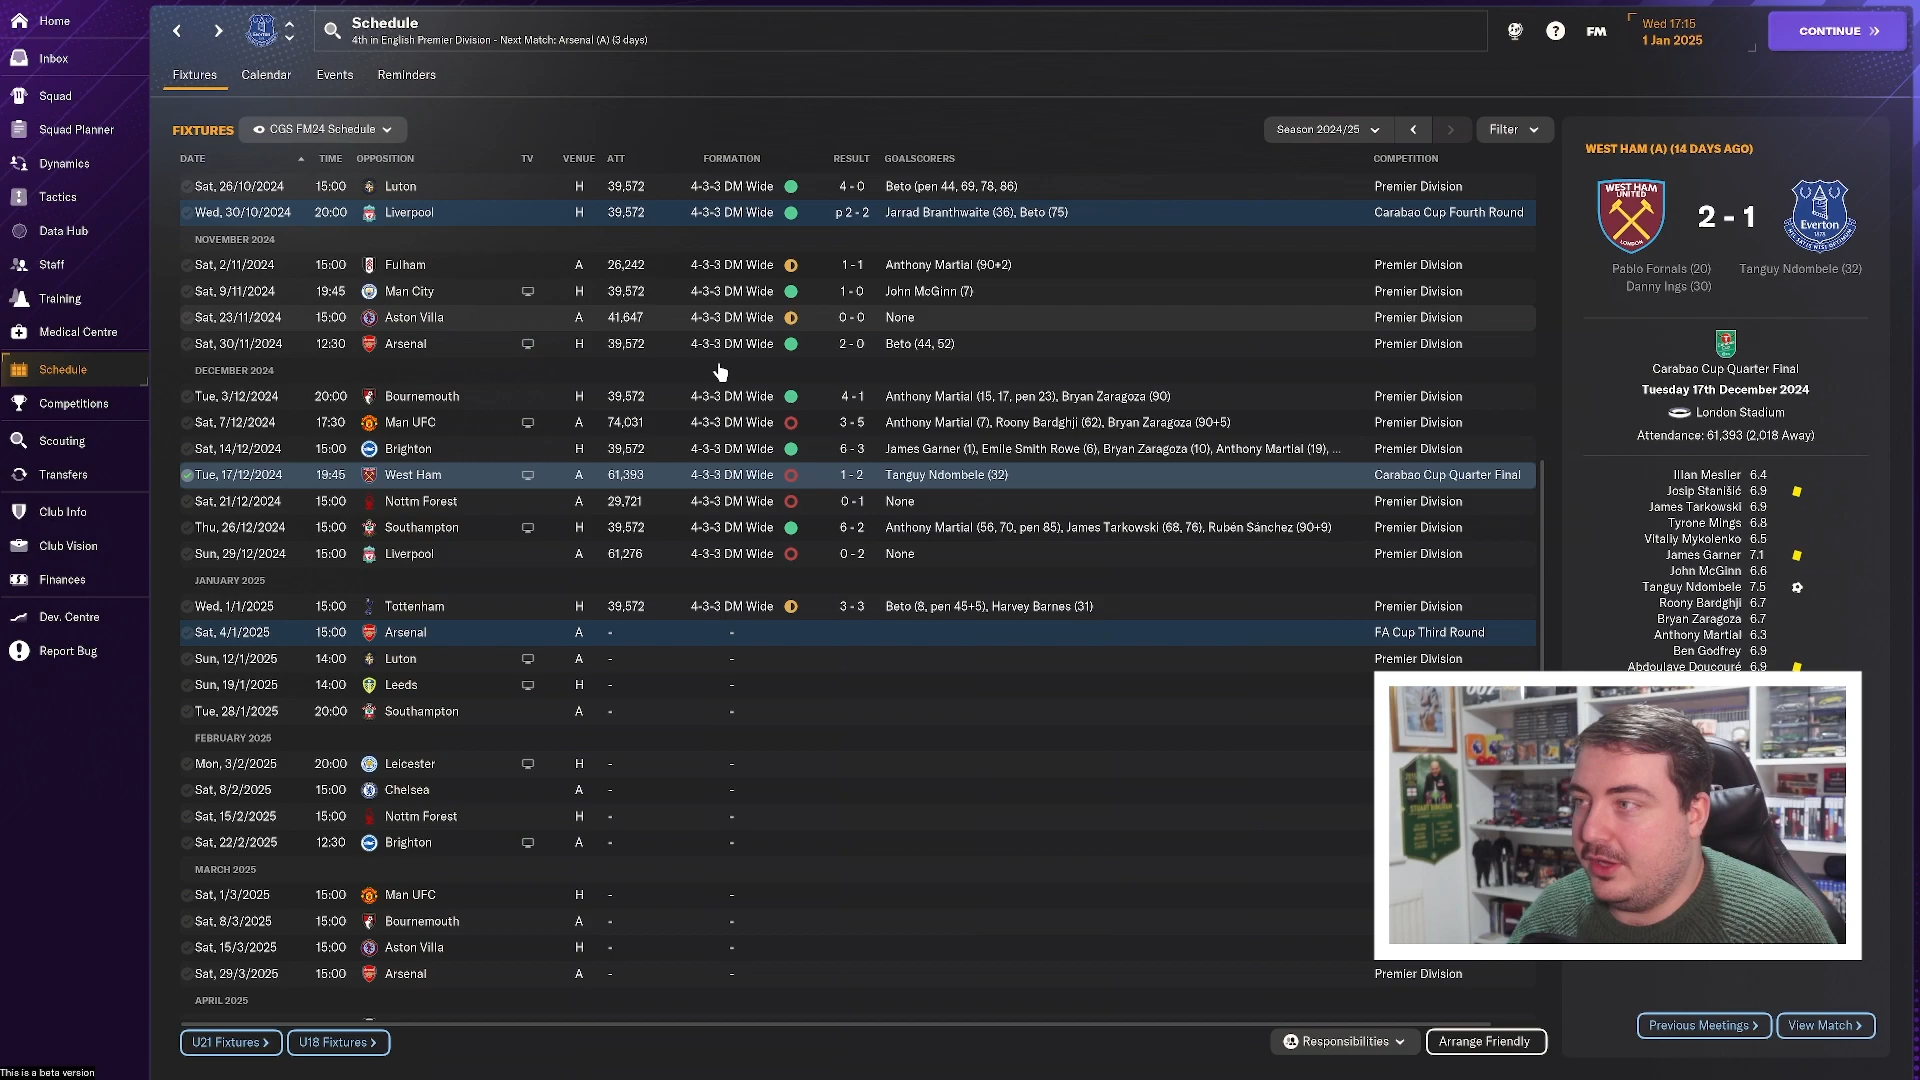 Home
Inbox
Squad
Squad Planner
Dynamics
Tactics
Data Hub
Staff
Training
Medical Centre
Schedule
Competitions
Scouting
Transfers
Club Info
Club Vision
Finances
Dev. Centre
Report Bug
This is a beta version
Schedule
4th in English Premier Division - Next Match: Arsenal (A) (3 days)
FM
Wed 17:15
1 Jan 2025
CONTINUE
Fixtures Calendar Events Reminders
FIXTURES CGS FM24 Schedule Season 2024/25 Filter
DATE TIME OPPOSITION TV VENUE ATT FORMATION RESULT GOALSCORERS COMPETITION
Sat, 26/10/2024 15:00 Luton H 39,572 4-3-3 DM Wide 4 - 0 Beto (pen 44, 69, 78, 86) Premier Division
Wed, 30/10/2024 20:00 Liverpool H 39,572 4-3-3 DM Wide p 2 - 2 Jarrad Branthwaite (36), Beto (75) Carabao Cup Fourth Round
NOVEMBER 2024
Sat, 2/11/2024 15:00 Fulham A 26,242 4-3-3 DM Wide 1 - 1 Anthony Martial (90+2) Premier Division
Sat, 9/11/2024 19:45 Man City H 39,572 4-3-3 DM Wide 1 - 0 John McGinn (7) Premier Division
Sat, 23/11/2024 15:00 Aston Villa A 41,647 4-3-3 DM Wide 0 - 0 None Premier Division
Sat, 30/11/2024 12:30 Arsenal H 39,572 4-3-3 DM Wide 2 - 0 Beto (44, 52) Premier Division
DECEMBER 2024
Tue, 3/12/2024 20:00 Bournemouth H 39,572 4-3-3 DM Wide 4 - 1 Anthony Martial (15, 17, pen 23), Bryan Zaragoza (90) Premier Division
Sat, 7/12/2024 17:30 Man UFC A 74,031 4-3-3 DM Wide 3 - 5 Anthony Martial (7), Roony Bardghji (62), Bryan Zaragoza (90+5) Premier Division
Sat, 14/12/2024 15:00 Brighton H 39,572 4-3-3 DM Wide 6 - 3 James Garner (1), Emile Smith Rowe (6), Bryan Zaragoza (10), Anthony Martial (19), ... Premier Division
Tue, 17/12/2024 19:45 West Ham A 61,393 4-3-3 DM Wide 1 - 2 Tanguy Ndombele (32) Carabao Cup Quarter Final
Sat, 21/12/2024 15:00 Nottm Forest A 29,721 4-3-3 DM Wide 0 - 1 None Premier Division
Thu, 26/12/2024 15:00 Southampton H 39,572 4-3-3 DM Wide 6 - 2 Anthony Martial (56, 70, pen 85), James Tarkowski (68, 76), Rubén Sánchez (90+9) Premier Division
Sun, 29/12/2024 15:00 Liverpool A 61,276 4-3-3 DM Wide 0 - 2 None Premier Division
JANUARY 2025
Wed, 1/1/2025 15:00 Tottenham H 39,572 4-3-3 DM Wide 3 - 3 Beto (8, pen 45+5), Harvey Barnes (31) Premier Division
Sat, 4/1/2025 15:00 Arsenal A - - FA Cup Third Round
Sun, 12/1/2025 14:00 Luton A - - Premier Division
Sun, 19/1/2025 14:00 Leeds H - -
Tue, 28/1/2025 20:00 Southampton A - -
FEBRUARY 2025
Mon, 3/2/2025 20:00 Leicester H - -
Sat, 8/2/2025 15:00 Chelsea A - -
Sat, 15/2/2025 15:00 Nottm Forest H - -
Sat, 22/2/2025 12:30 Brighton A - -
MARCH 2025
Sat, 1/3/2025 15:00 Man UFC H - -
Sat, 8/3/2025 15:00 Bournemouth A - -
Sat, 15/3/2025 15:00 Aston Villa H - -
Sat, 29/3/2025 15:00 Arsenal A - - Premier Division
APRIL 2025
U21 Fixtures U18 Fixtures Responsibilities Arrange Friendly
WEST HAM (A) (14 DAYS AGO)
WEST HAM UNITED LONDON
2 - 1
Everton
Pablo Fornals (20) Tanguy Ndombele (32)
Danny Ings (30)
Carabao Cup Quarter Final
Tuesday 17th December 2024
London Stadium
Attendance: 61,393 (2,018 Away)
Illan Meslier 6.4
Josip Stanišić 6.9
James Tarkowski 6.9
Tyrone Mings 6.8
Vitaliy Mykolenko 6.5
James Garner 7.1
John McGinn 6.6
Tanguy Ndombele 7.5
Roony Bardghji 6.7
Bryan Zaragoza 6.7
Anthony Martial 6.3
Ben Godfrey 6.9
Abdoulaye Doucouré 6.9
Previous Meetings View Match